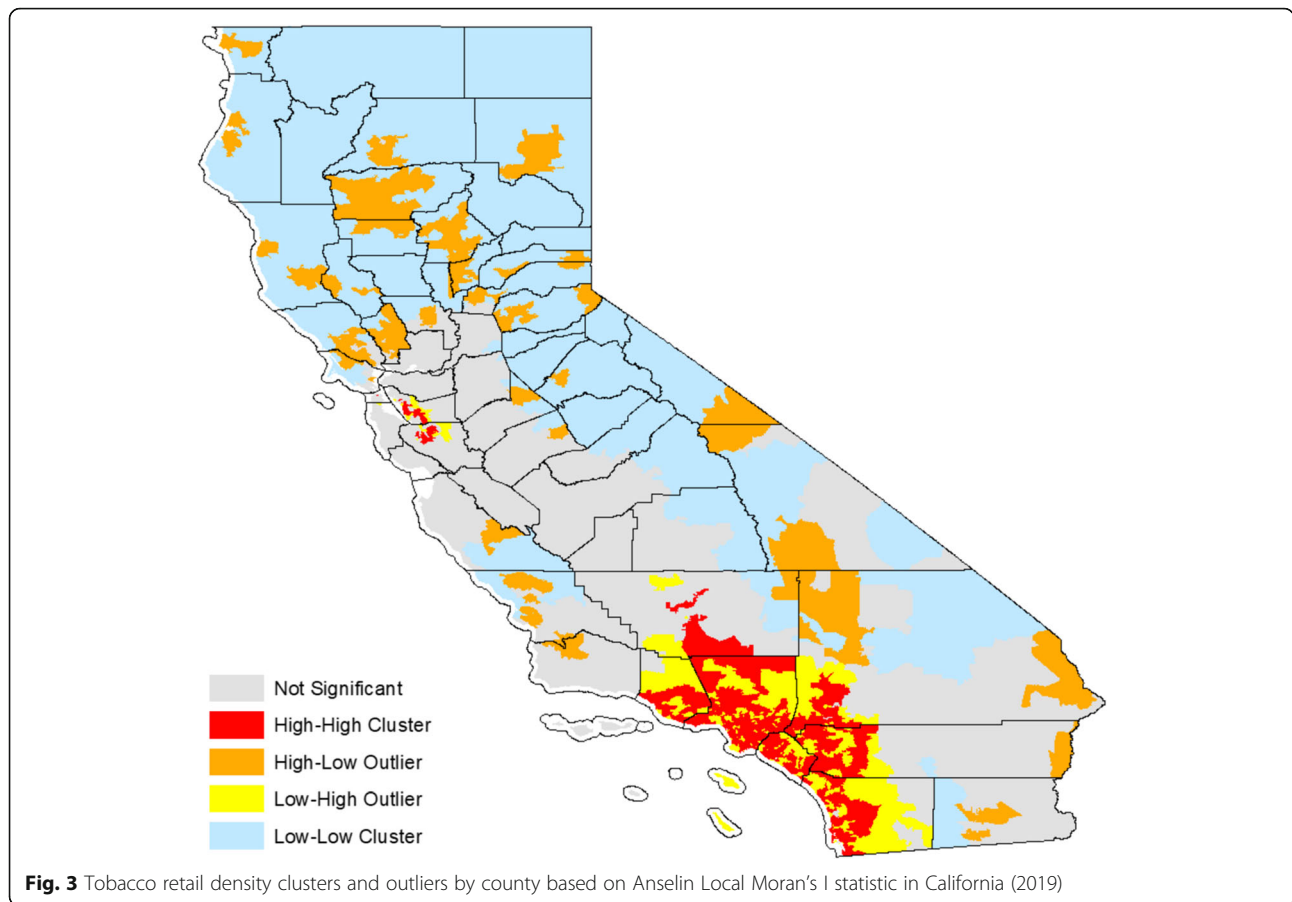 Not Significant
High-High Cluster
High-Low Outlier
Low-High Outlier
Low-Low Cluster
Fig. 3 Tobacco retail density clusters and outliers by county based on Anselin Local Moran's I statistic in California (2019)